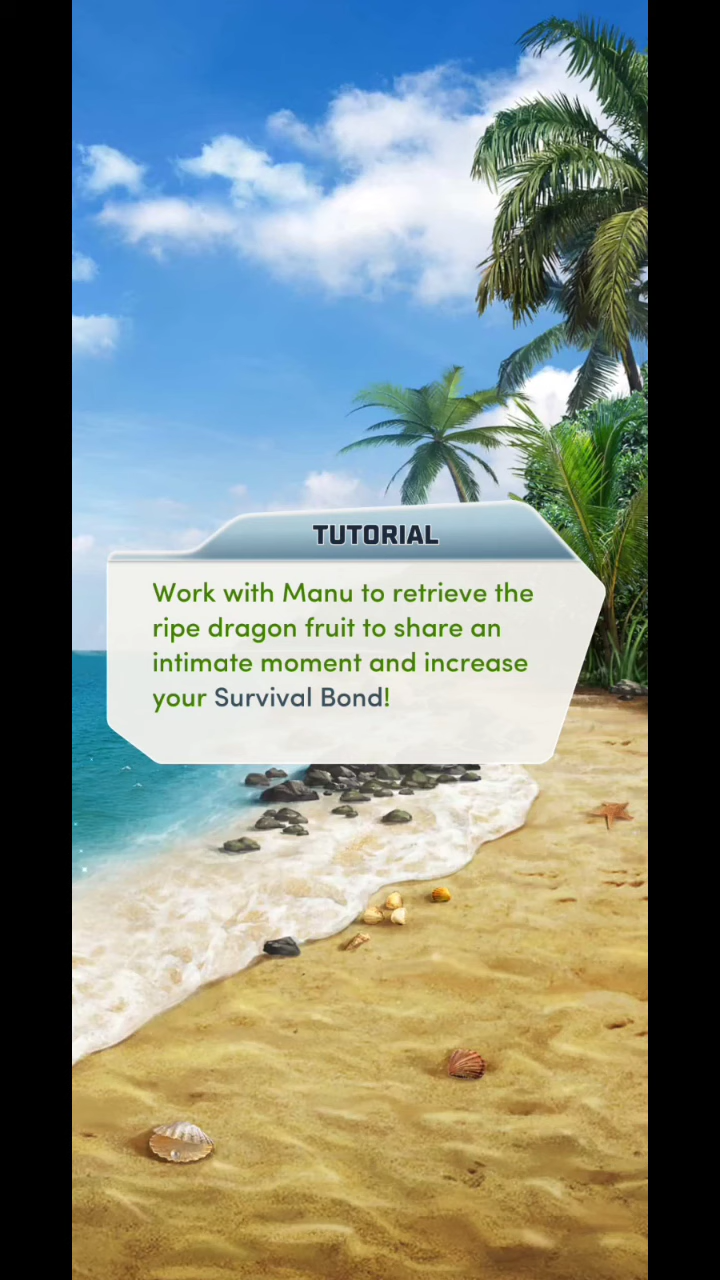 TUTORIAL
Work with Manu to retrieve the
ripe dragon fruit to share an
intimate moment and increase
your Survival Bond!